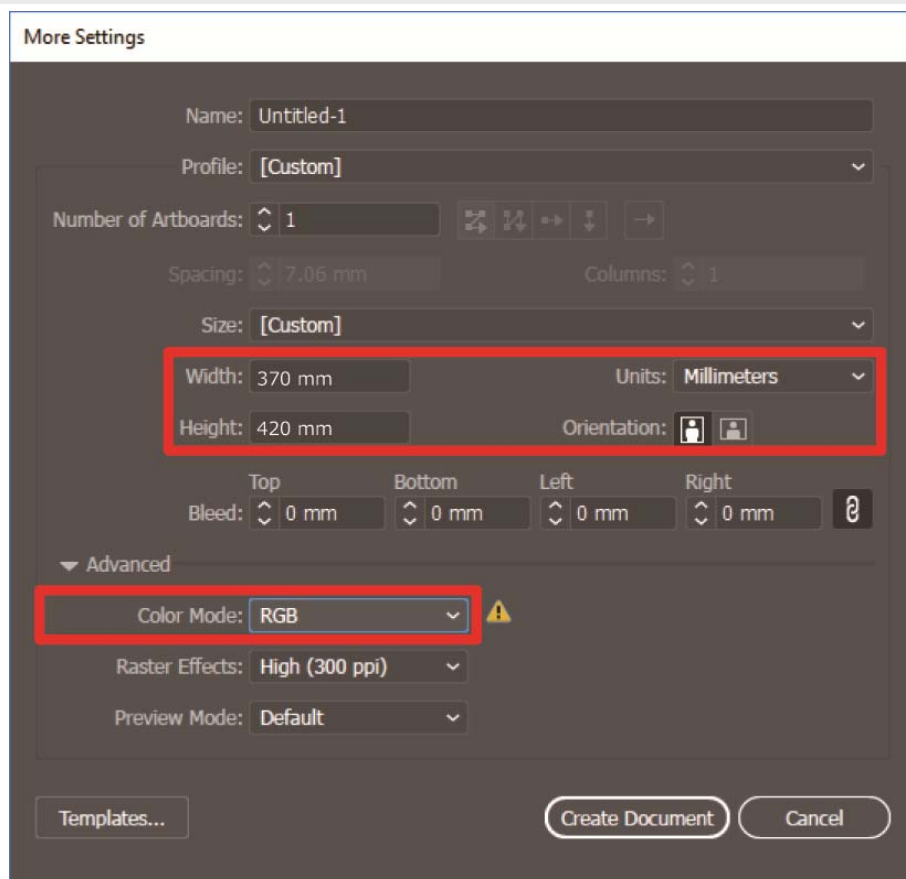 More Settings
Name: Untitled-1
Profile: [Custom]
Number of Artboards: 1
Spacing: 7.06 mm Columns: 1
Size: [Custom]
Width: 370 mm Units: Millimeters
Height: 420 mm Orientation:
Top Bottom Left Right
Bleed: 0 mm 0 mm 0 mm 0 mm
Advanced
Color Mode: RGB
Raster Effects: High (300 ppi)
Preview Mode: Default
Templates... Create Document Cancel